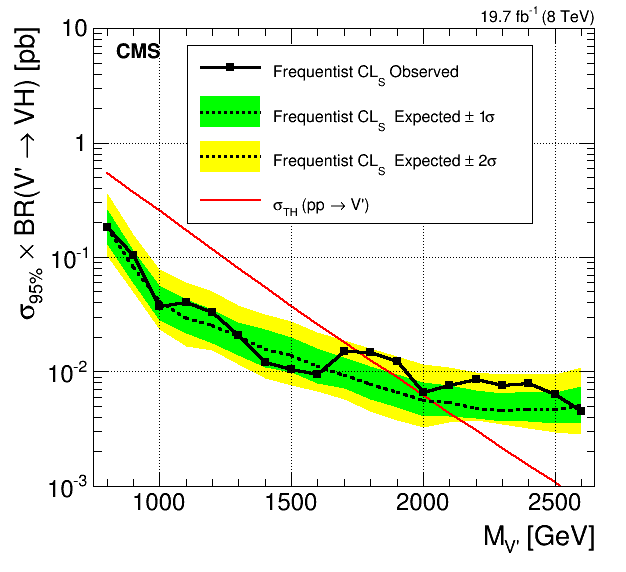 19.7 fb⁻¹ (8 TeV)
CMS
Frequentist CLS Observed
Frequentist CLS Expected ± 1σ
Frequentist CLS Expected ± 2σ
σTH (pp → V')
σ95% × BR(V' → VH) [pb]
10
1
10⁻¹
10⁻²
10⁻³
1000 1500 2000 2500
MV' [GeV]